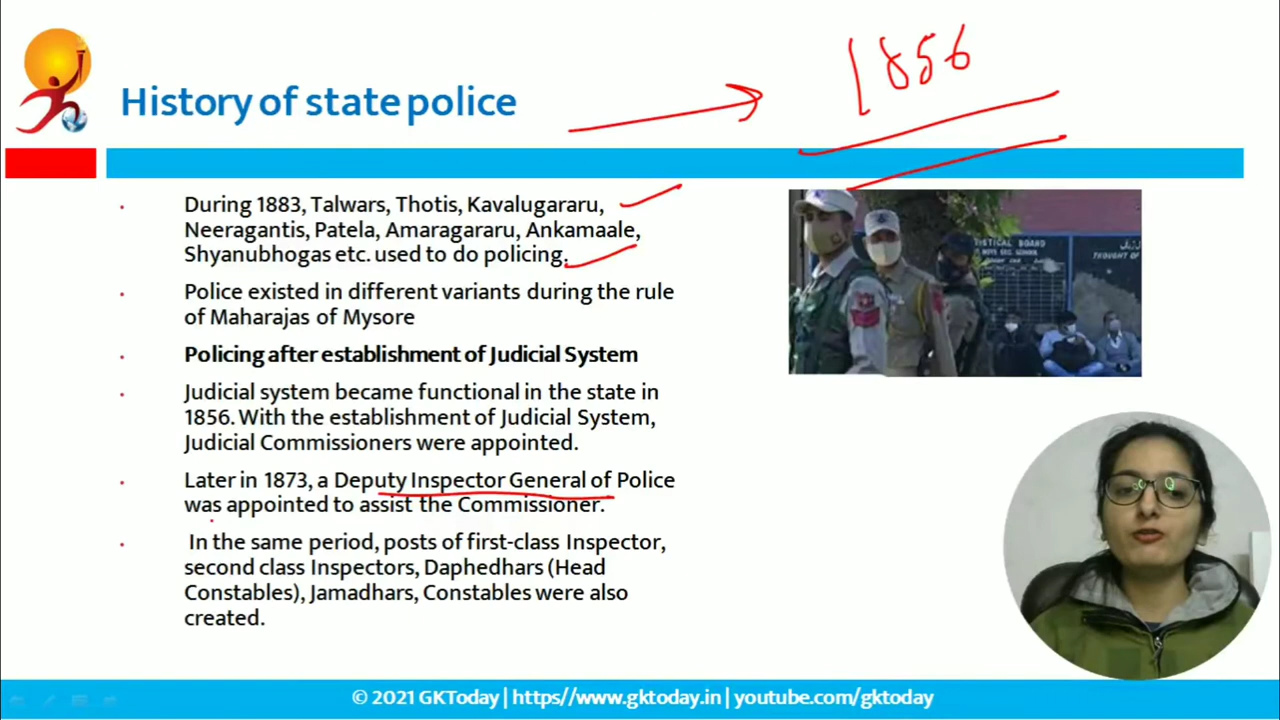 1856
History of state police
During 1883, Talwars, Thotis, Kavalugararu,
Neeragantis, Patela, Amaragararu, Ankamaale,
Shyanubhogas etc. used to do policing.
Police existed in different variants during the rule
of Maharajas of Mysore
Policing after establishment of Judicial System
Judicial system became functional in the state in
1856. With the establishment of Judicial System,
Judicial Commissioners were appointed.
Later in 1873, a Deputy Inspector General of Police
was appointed to assist the Commissioner.
In the same period, posts of first-class Inspector,
second class Inspectors, Daphedhars (Head
Constables), Jamadhars, Constables were also
created.
TISTICAL BOARD
THOUGHT OF
© 2021 GKToday | https//www.gktoday.in | youtube.com/gktoday